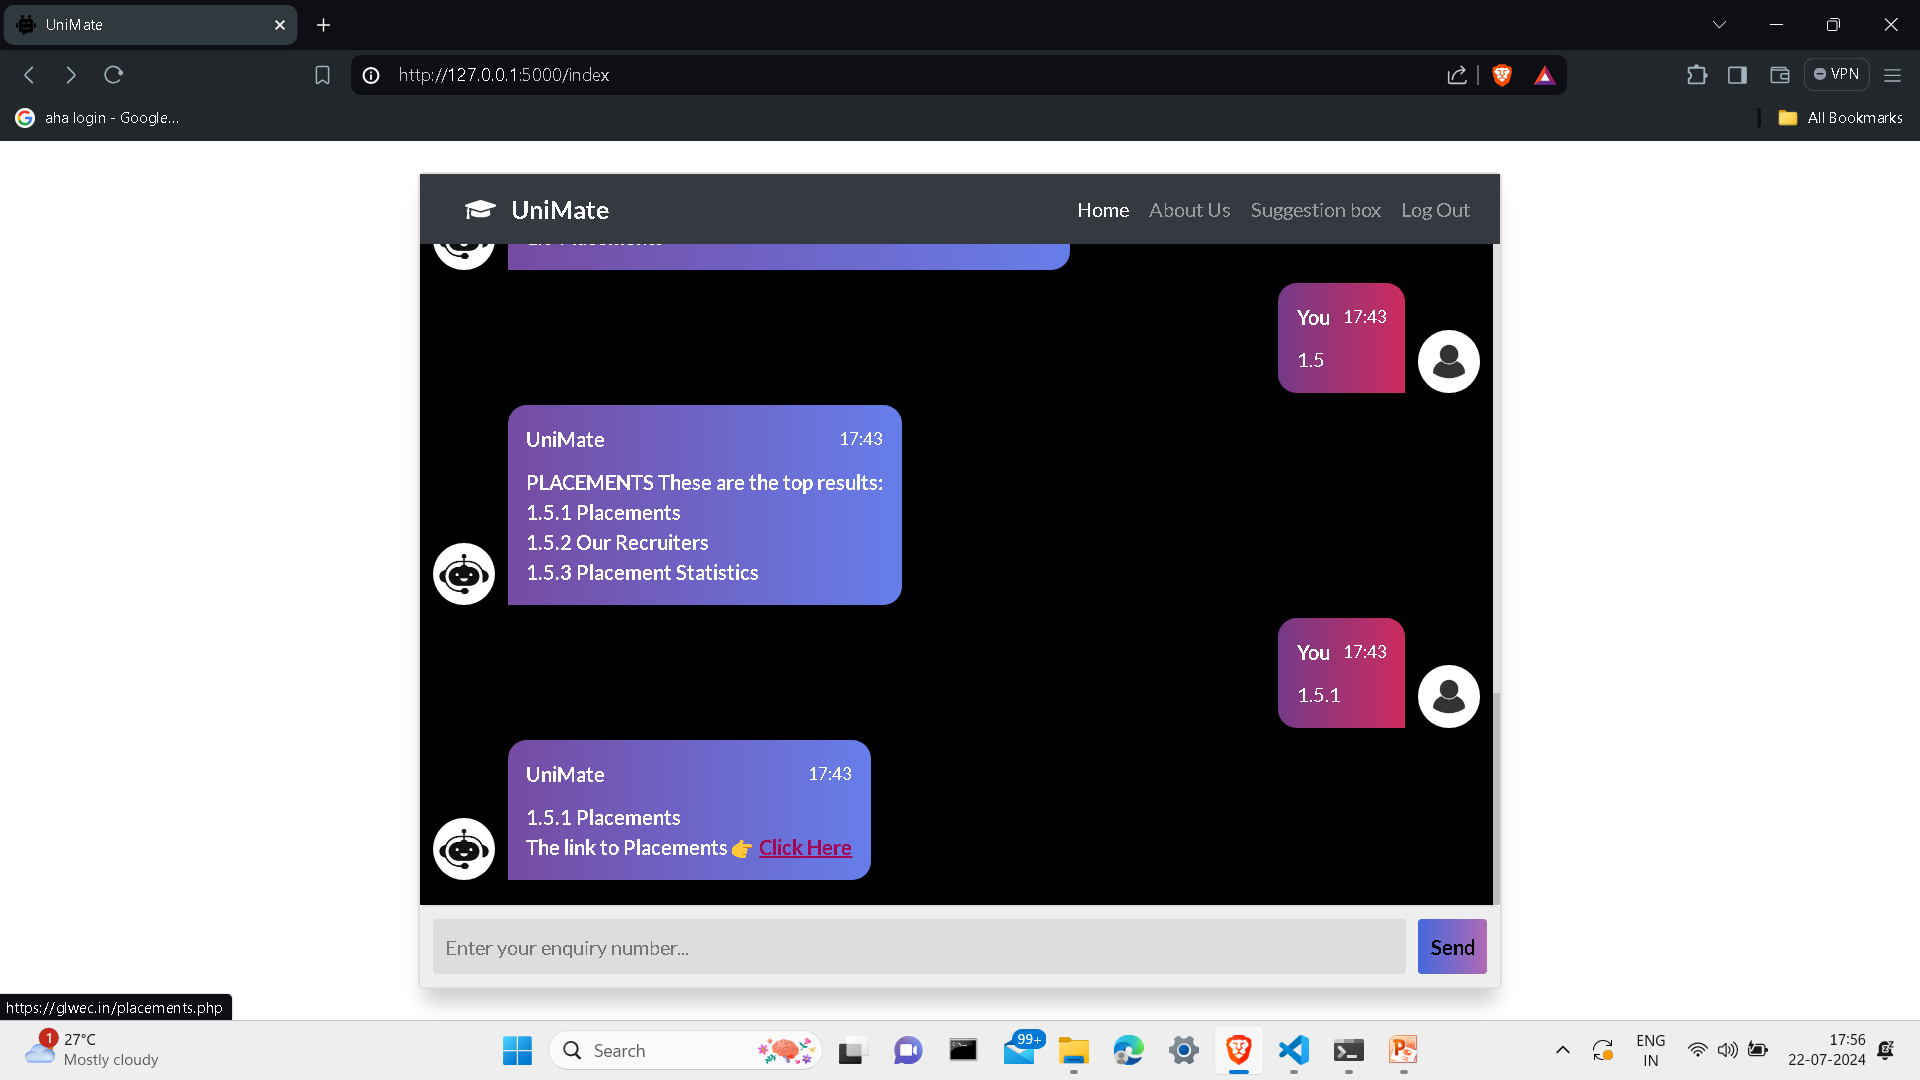 UniMate
http://127.0.0.1:5000/index
VPN
aha login - Google...
All Bookmarks
UniMate
Home About Us Suggestion box Log Out
You 17:43
1.5
UniMate 17:43
PLACEMENTS These are the top results:
1.5.1 Placements
1.5.2 Our Recruiters
1.5.3 Placement Statistics
You 17:43
1.5.1
UniMate 17:43
1.5.1 Placements
The link to Placements 👉 Click Here
Enter your enquiry number...
Send
https://glwec.in/placements.php
1
27°C
Mostly cloudy
Search
99+
ENG
IN
17:56
22-07-2024